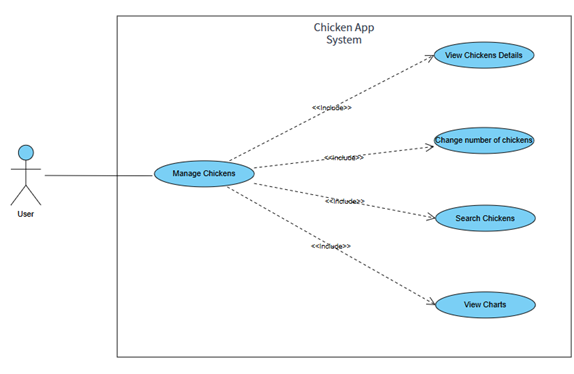 Chicken App
System
View Chickens Details
<<Include>>
Change number of chickens
<<Include>>
Manage Chickens
<<Include>>
User
Search Chickens
<<Include>>
View Charts